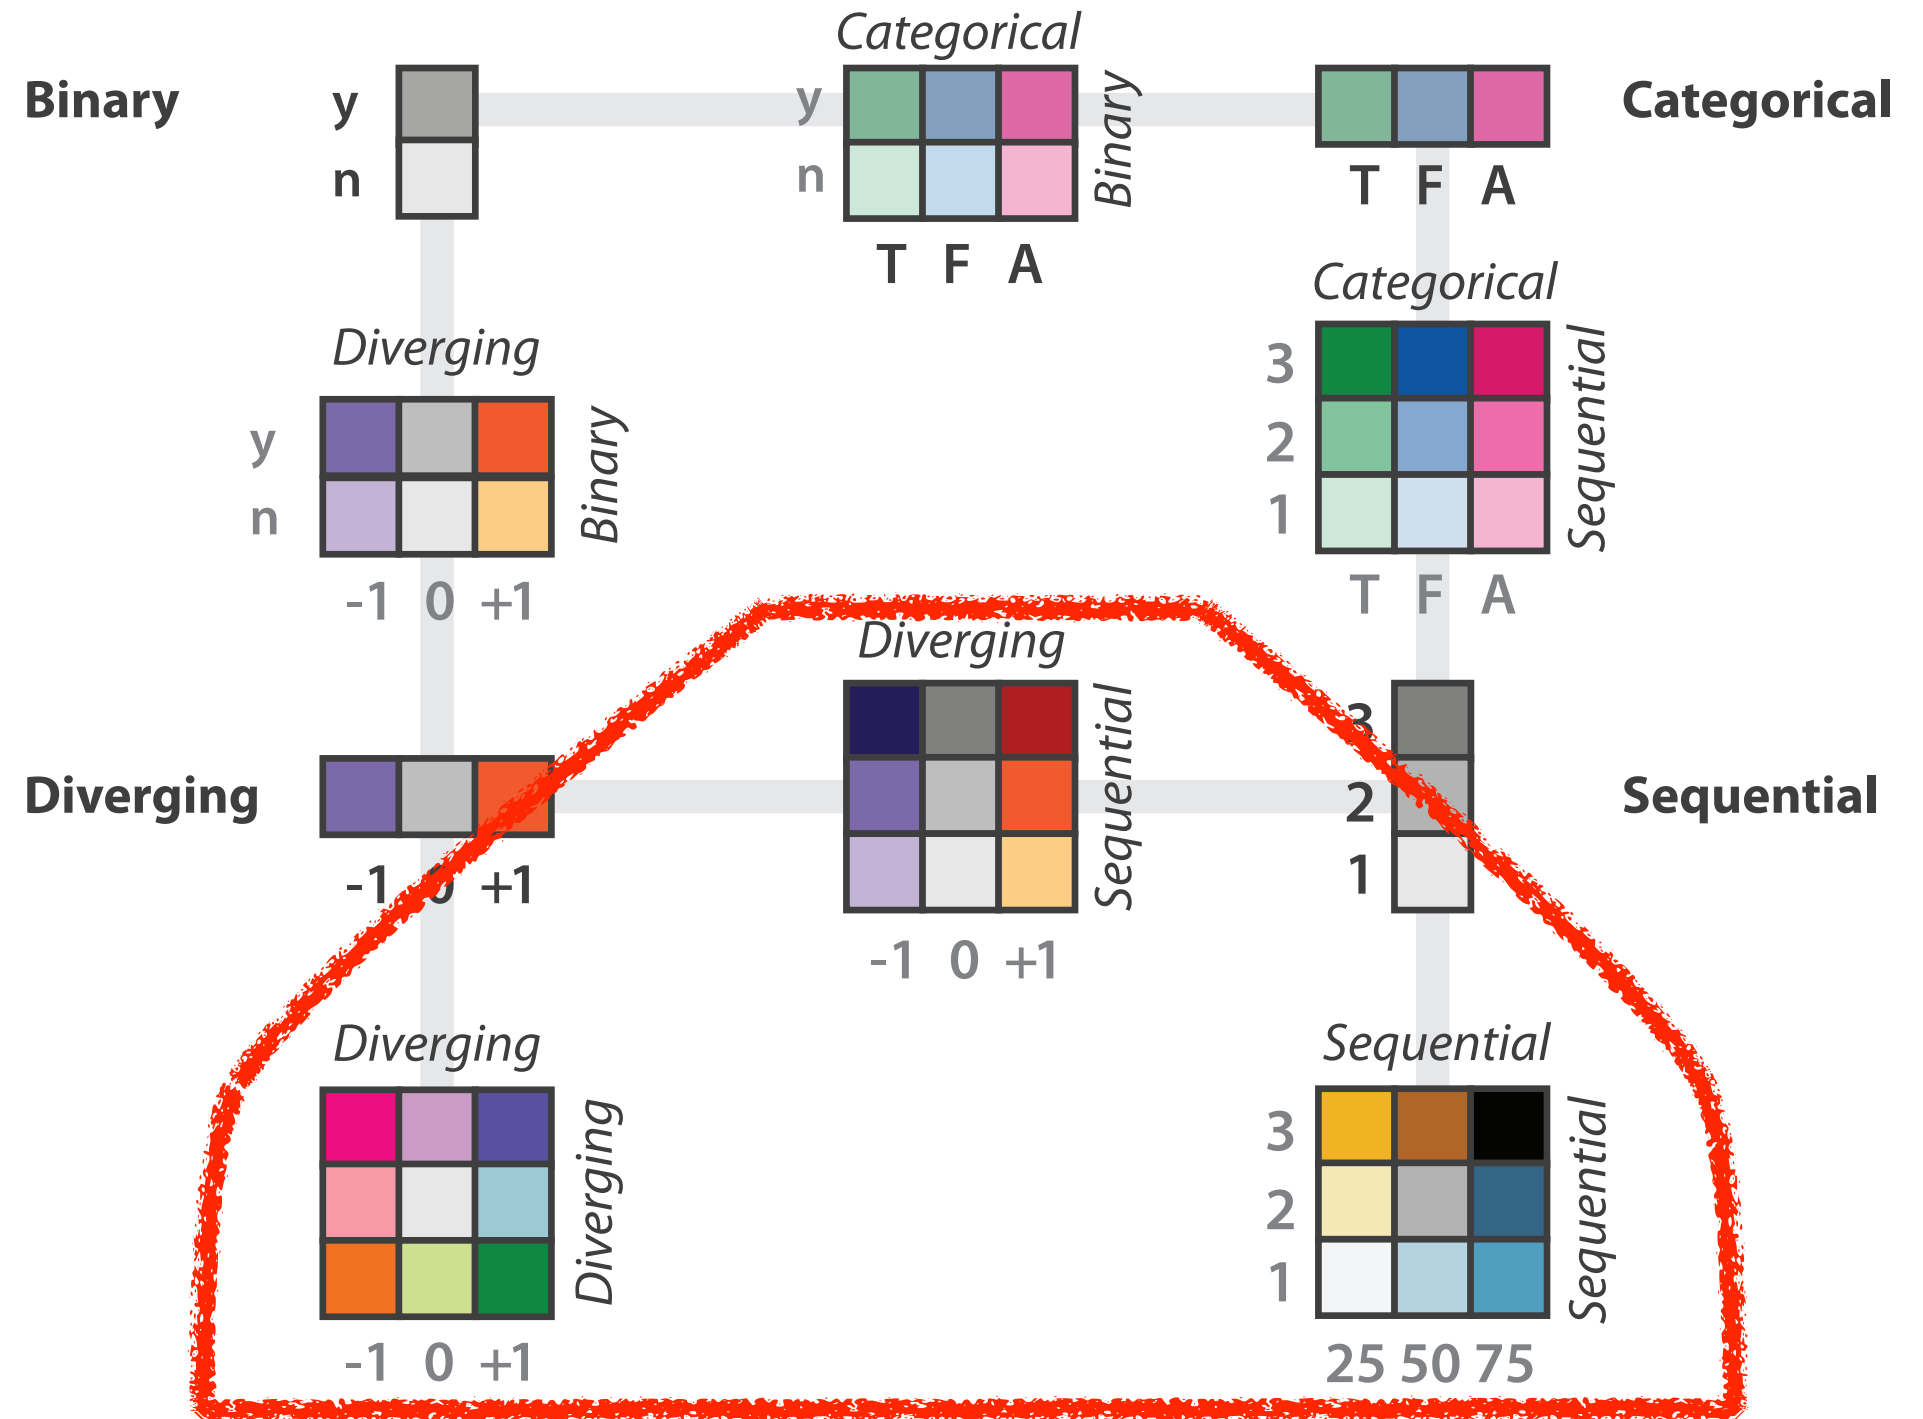 Categorical
Binary
y
n
y
n
Binary
T F A
Categorical
T F A
Diverging
y
n
Binary
-1 0 +1
Categorical
3
2
1
Sequential
T F A
Diverging
-1 0 +1
Diverging
Sequential
-1 0 +1
3
2
1
Sequential
Diverging
Diverging
-1 0 +1
Sequential
3
2
1
Sequential
25 50 75